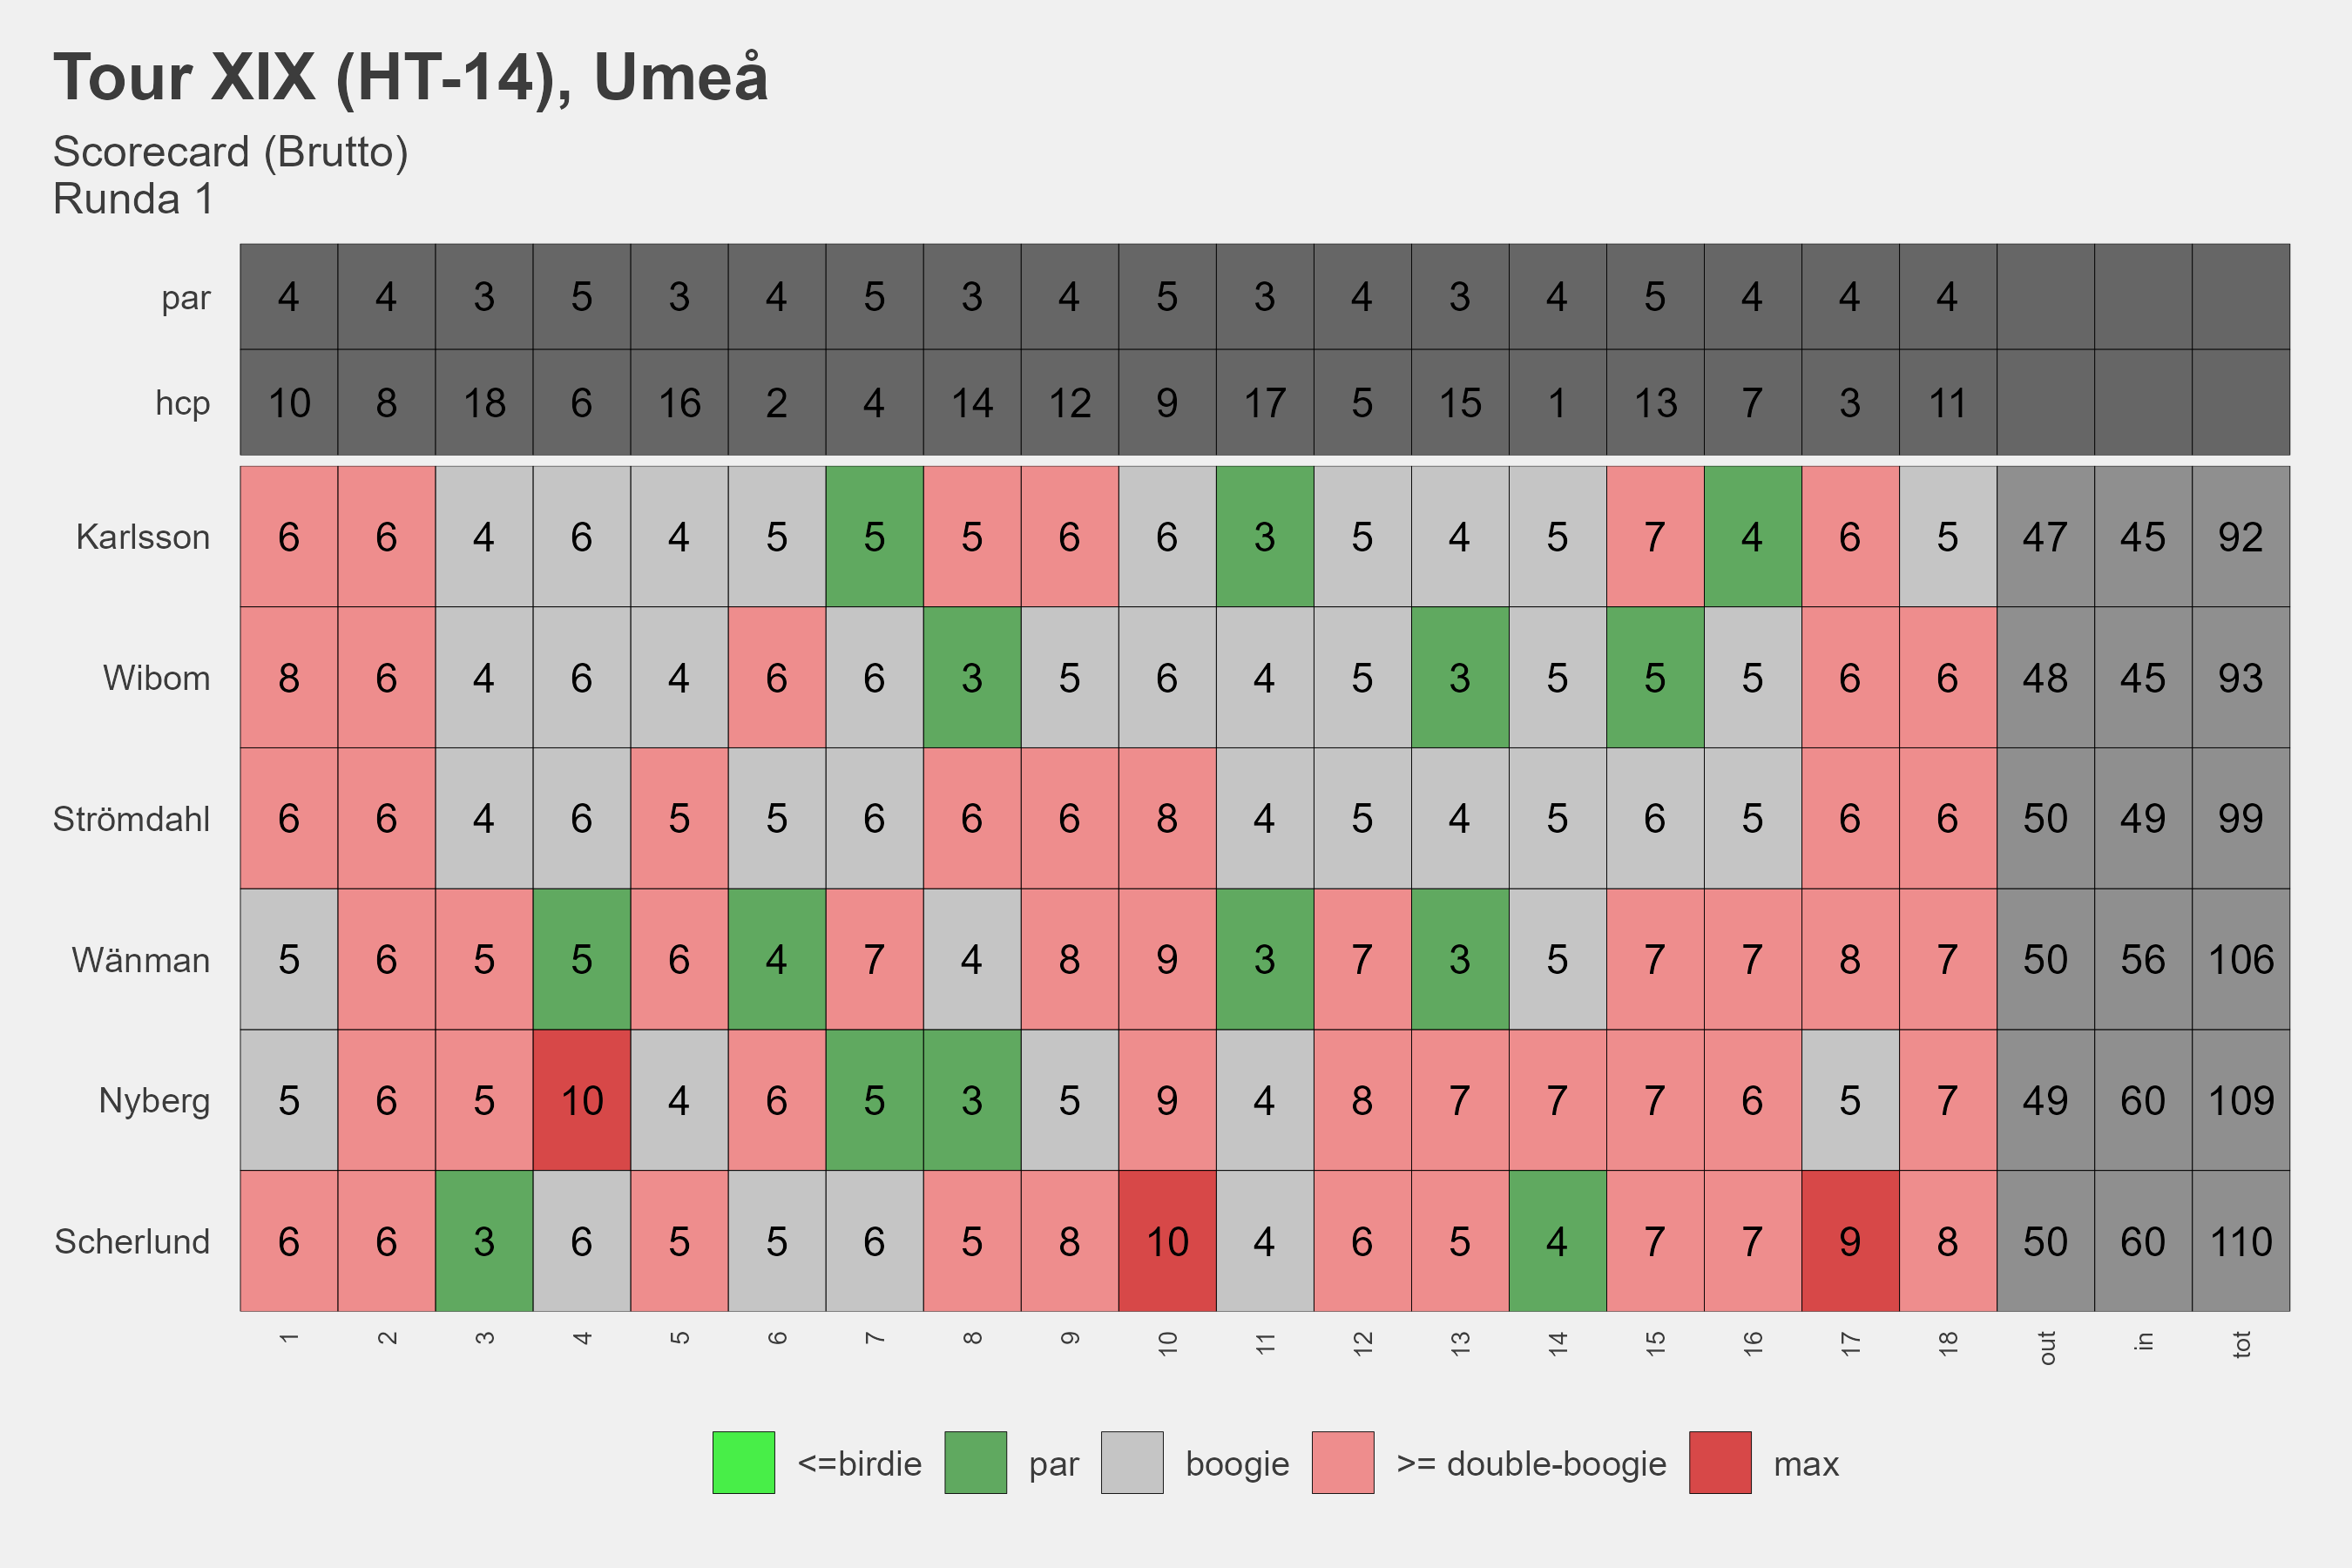 Tour XIX (HT-14), Umeå
Scorecard (Brutto)
Runda 1
par 4 4 3 5 3 4 5 3 4 5 3 4 3 4 5 4 4 4
hcp 10 8 18 6 16 2 4 14 12 9 17 5 15 1 13 7 3 11
Karlsson 6 6 4 6 4 5 5 5 6 6 3 5 4 5 7 4 6 5 47 45 92
Wibom 8 6 4 6 4 6 6 3 5 6 4 5 3 5 5 5 6 6 48 45 93
Strömdahl 6 6 4 6 5 5 6 6 6 8 4 5 4 5 6 5 6 6 50 49 99
Wänman 5 6 5 5 6 4 7 4 8 9 3 7 3 5 7 7 8 7 50 56 106
Nyberg 5 6 5 10 4 6 5 3 5 9 4 8 7 7 7 6 5 7 49 60 109
Scherlund 6 6 3 6 5 5 6 5 8 10 4 6 5 4 7 7 9 8 50 60 110
1 2 3 4 5 6 7 8 9 10 11 12 13 14 15 16 17 18 out in tot
<=birdie par boogie >= double-boogie max